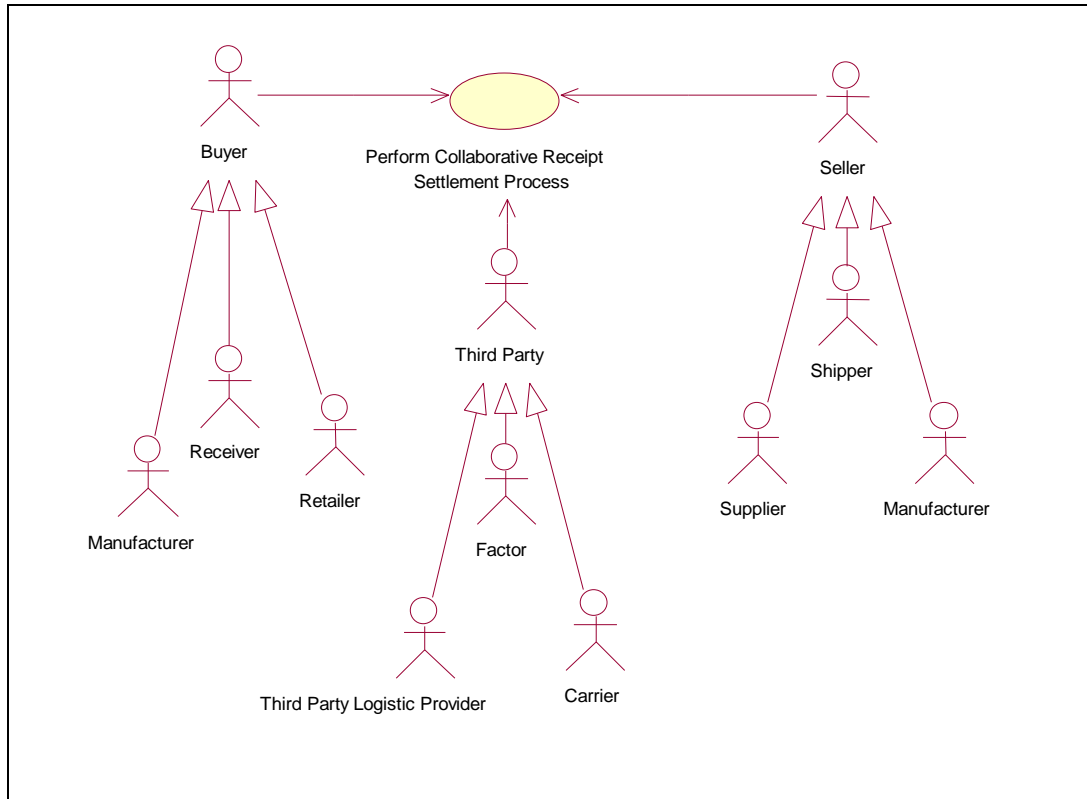 Buyer
Perform Collaborative Receipt
Settlement Process
Seller
Third Party
Shipper
Receiver
Retailer
Supplier
Manufacturer
Manufacturer
Factor
Third Party Logistic Provider
Carrier